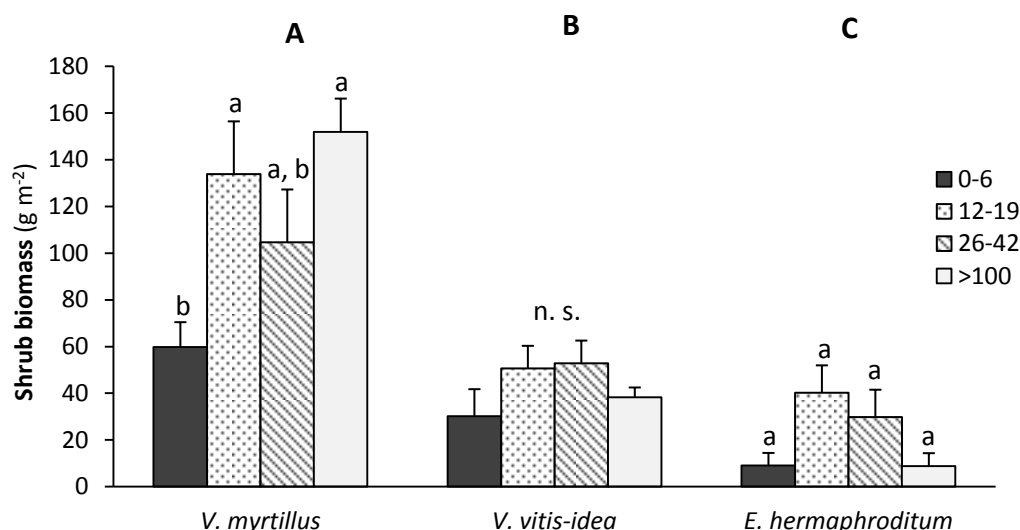 A B C
Shrub biomass (g m⁻²)
180
160
140
120
100
80
60
40
20
0
b a a, b a
n. s.
a a a a
0-6
12-19
26-42
>100
V. myrtillus V. vitis-idea E. hermaphroditum